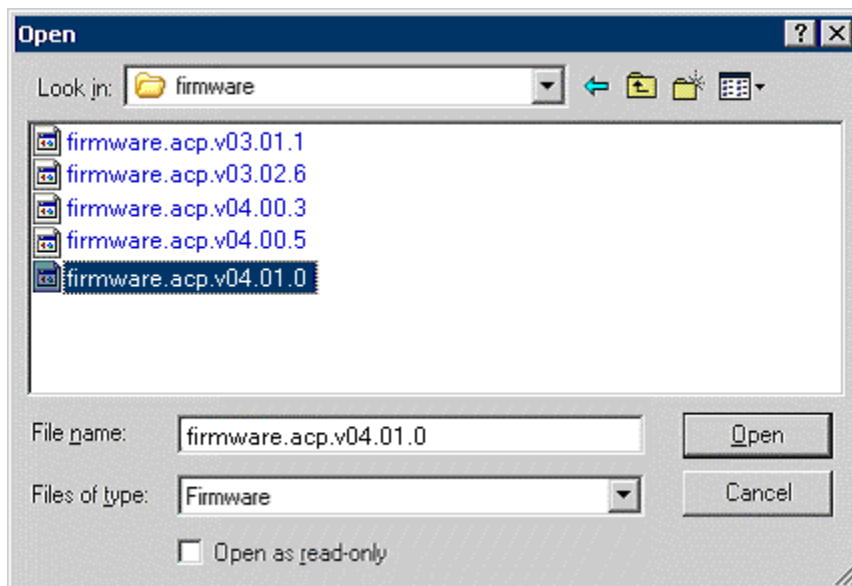 Open
Look in: firmware
firmware.acp.v03.01.1
firmware.acp.v03.02.6
firmware.acp.v04.00.3
firmware.acp.v04.00.5
firmware.acp.v04.01.0
File name: firmware.acp.v04.01.0 Open
Files of type: Firmware Cancel
Open as read-only